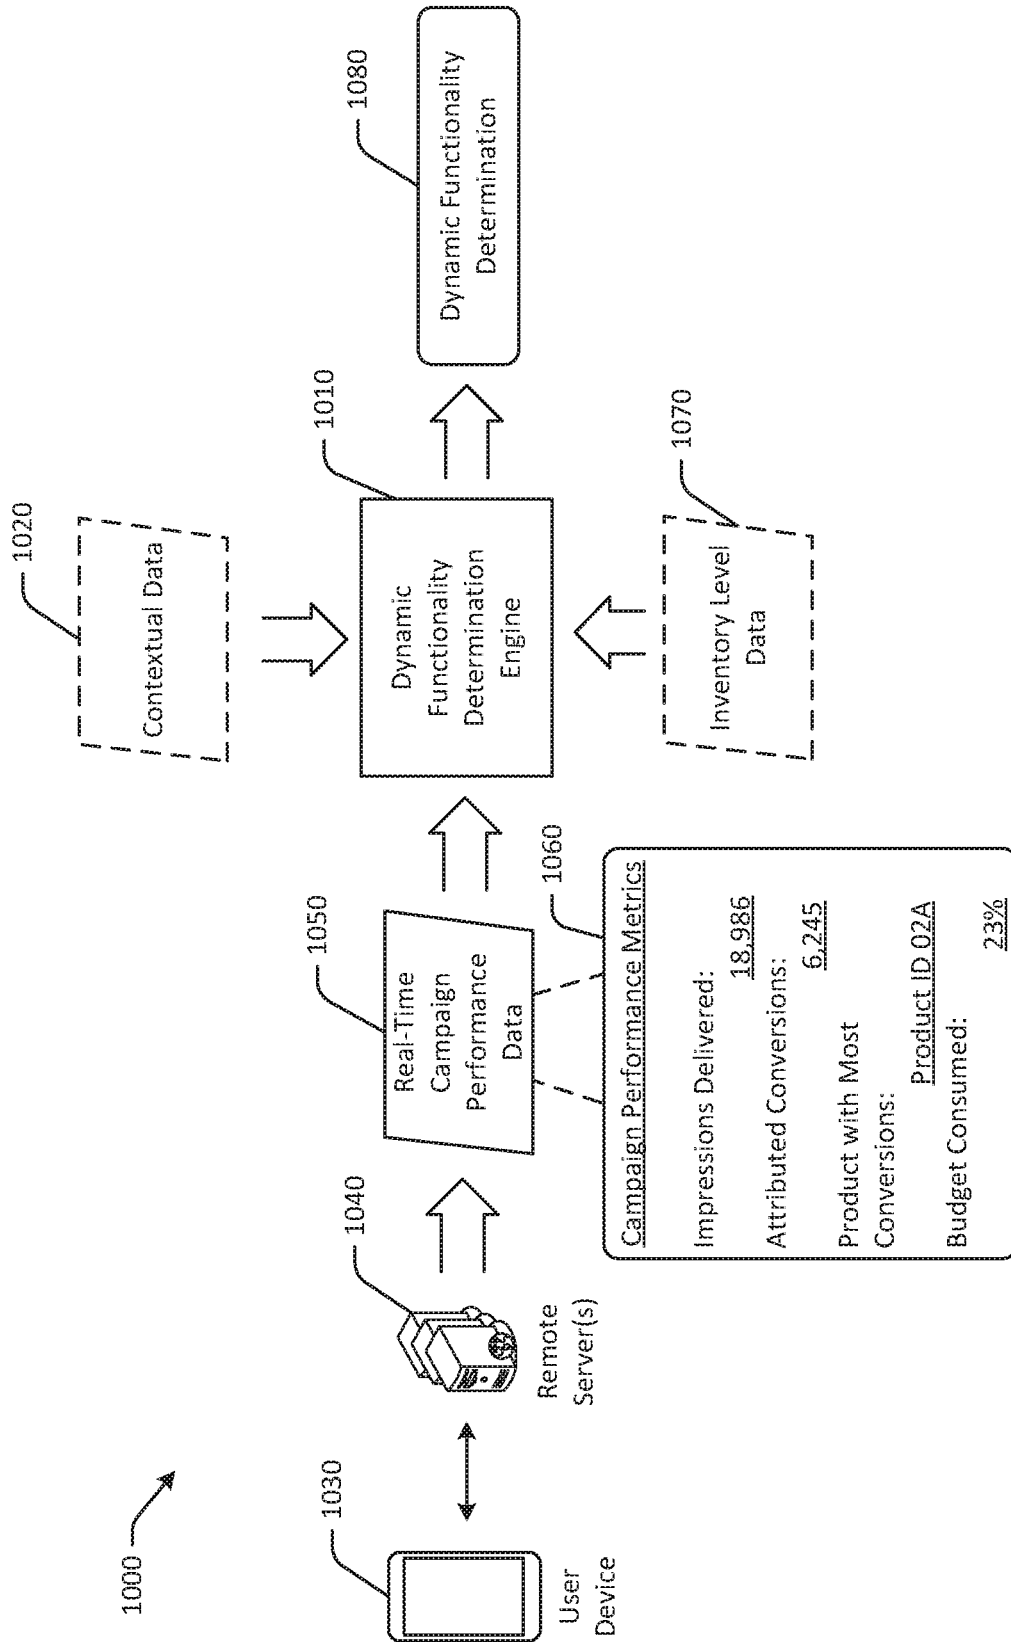 1000
1020
Contextual Data
1030
User
Device
1040
Remote
Server(s)
1050
Real-Time
Campaign
Performance
Data
1010
Dynamic
Functionality
Determination
Engine
1080
Dynamic Functionality
Determination
1060
Campaign Performance Metrics
Impressions Delivered:
18,986
Attributed Conversions:
6,245
Product with Most
Conversions:
Product ID 02A
Budget Consumed:
23%
1070
Inventory Level
Data